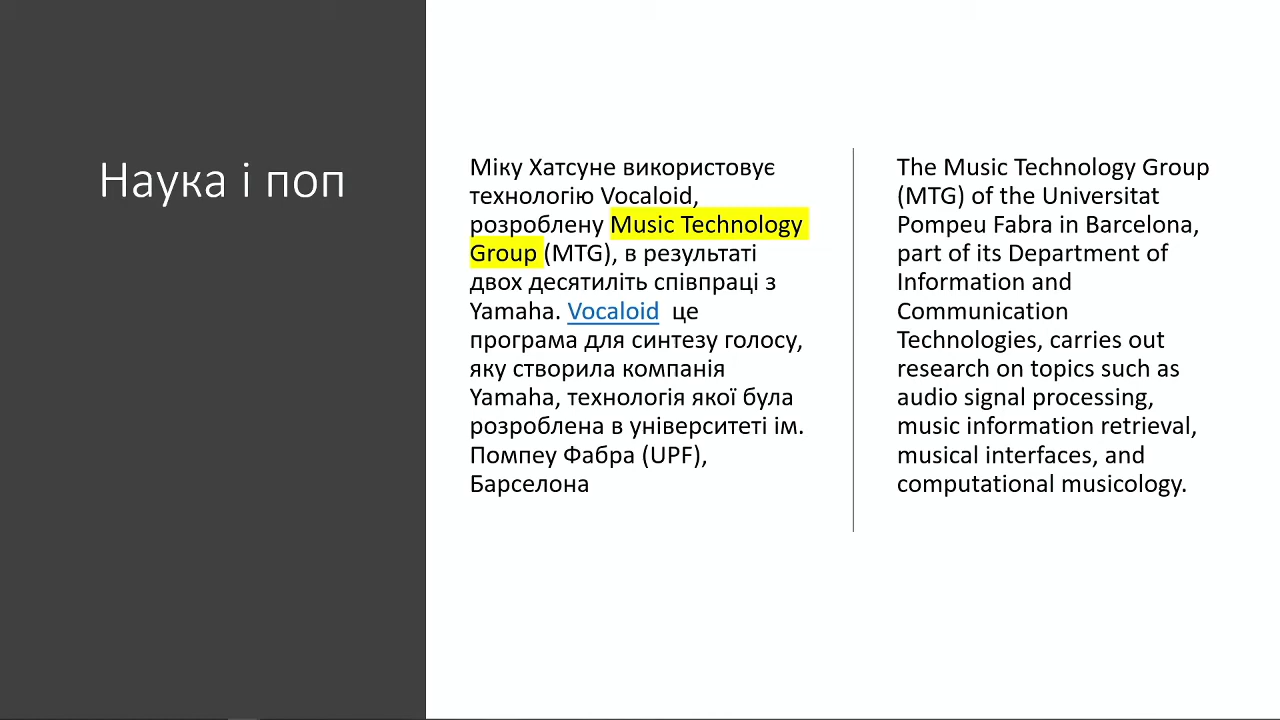 Наука і поп
Міку Хатсуне використовує
технологію Vocaloid,
розроблену Music Technology
Group (MTG), в результаті
двох десятиліть співпраці з
Yamaha. Vocaloid це
програма для синтезу голосу,
яку створила компанія
Yamaha, технологія якої була
розроблена в університеті ім.
Помпеу Фабра (UPF),
Барселона
The Music Technology Group
(MTG) of the Universitat
Pompeu Fabra in Barcelona,
part of its Department of
Information and
Communication
Technologies, carries out
research on topics such as
audio signal processing,
music information retrieval,
musical interfaces, and
computational musicology.